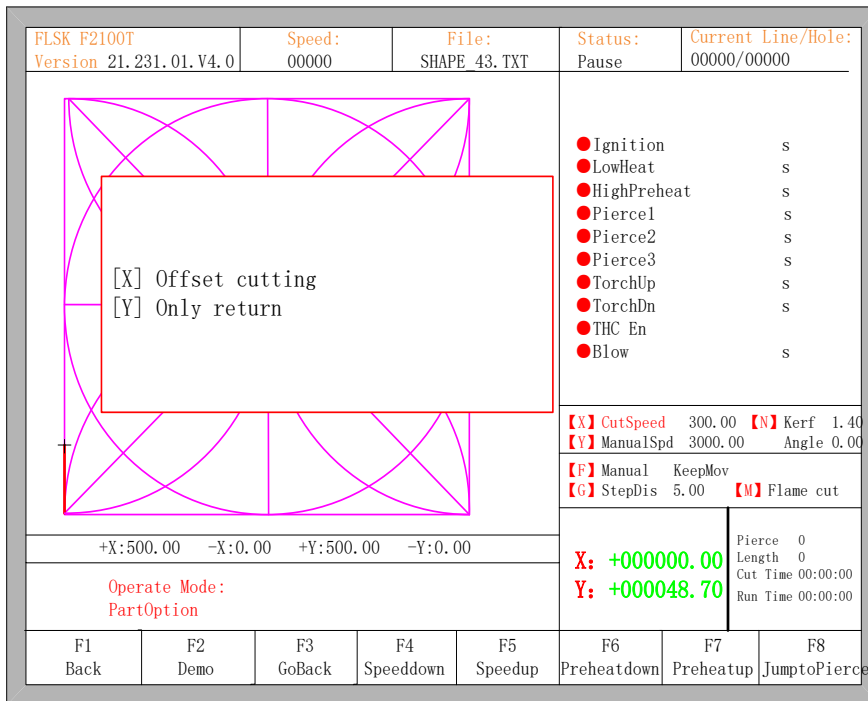 FLSK F2100T
Version 21.231.01.V4.0
Speed:
00000
File:
SHAPE_43.TXT
Status:
Pause
Current Line/Hole:
00000/00000
[X] Offset cutting
[Y] Only return
Ignition s
LowHeat s
HighPreheat s
Pierce1 s
Pierce2 s
Pierce3 s
TorchUp s
TorchDn s
THC En
Blow s
【X】CutSpeed 300.00 【N】Kerf 1.40
【Y】ManualSpd 3000.00 Angle 0.00
【F】Manual KeepMov
【G】StepDis 5.00 【M】Flame cut
+X:500.00 -X:0.00 +Y:500.00 -Y:0.00
Operate Mode:
PartOption
X: +000000.00
Y: +000048.70
Pierce 0
Length 0
Cut Time 00:00:00
Run Time 00:00:00
F1
Back
F2
Demo
F3
GoBack
F4
Speeddown
F5
Speedup
F6
Preheatdown
F7
Preheatup
F8
JumptoPierce